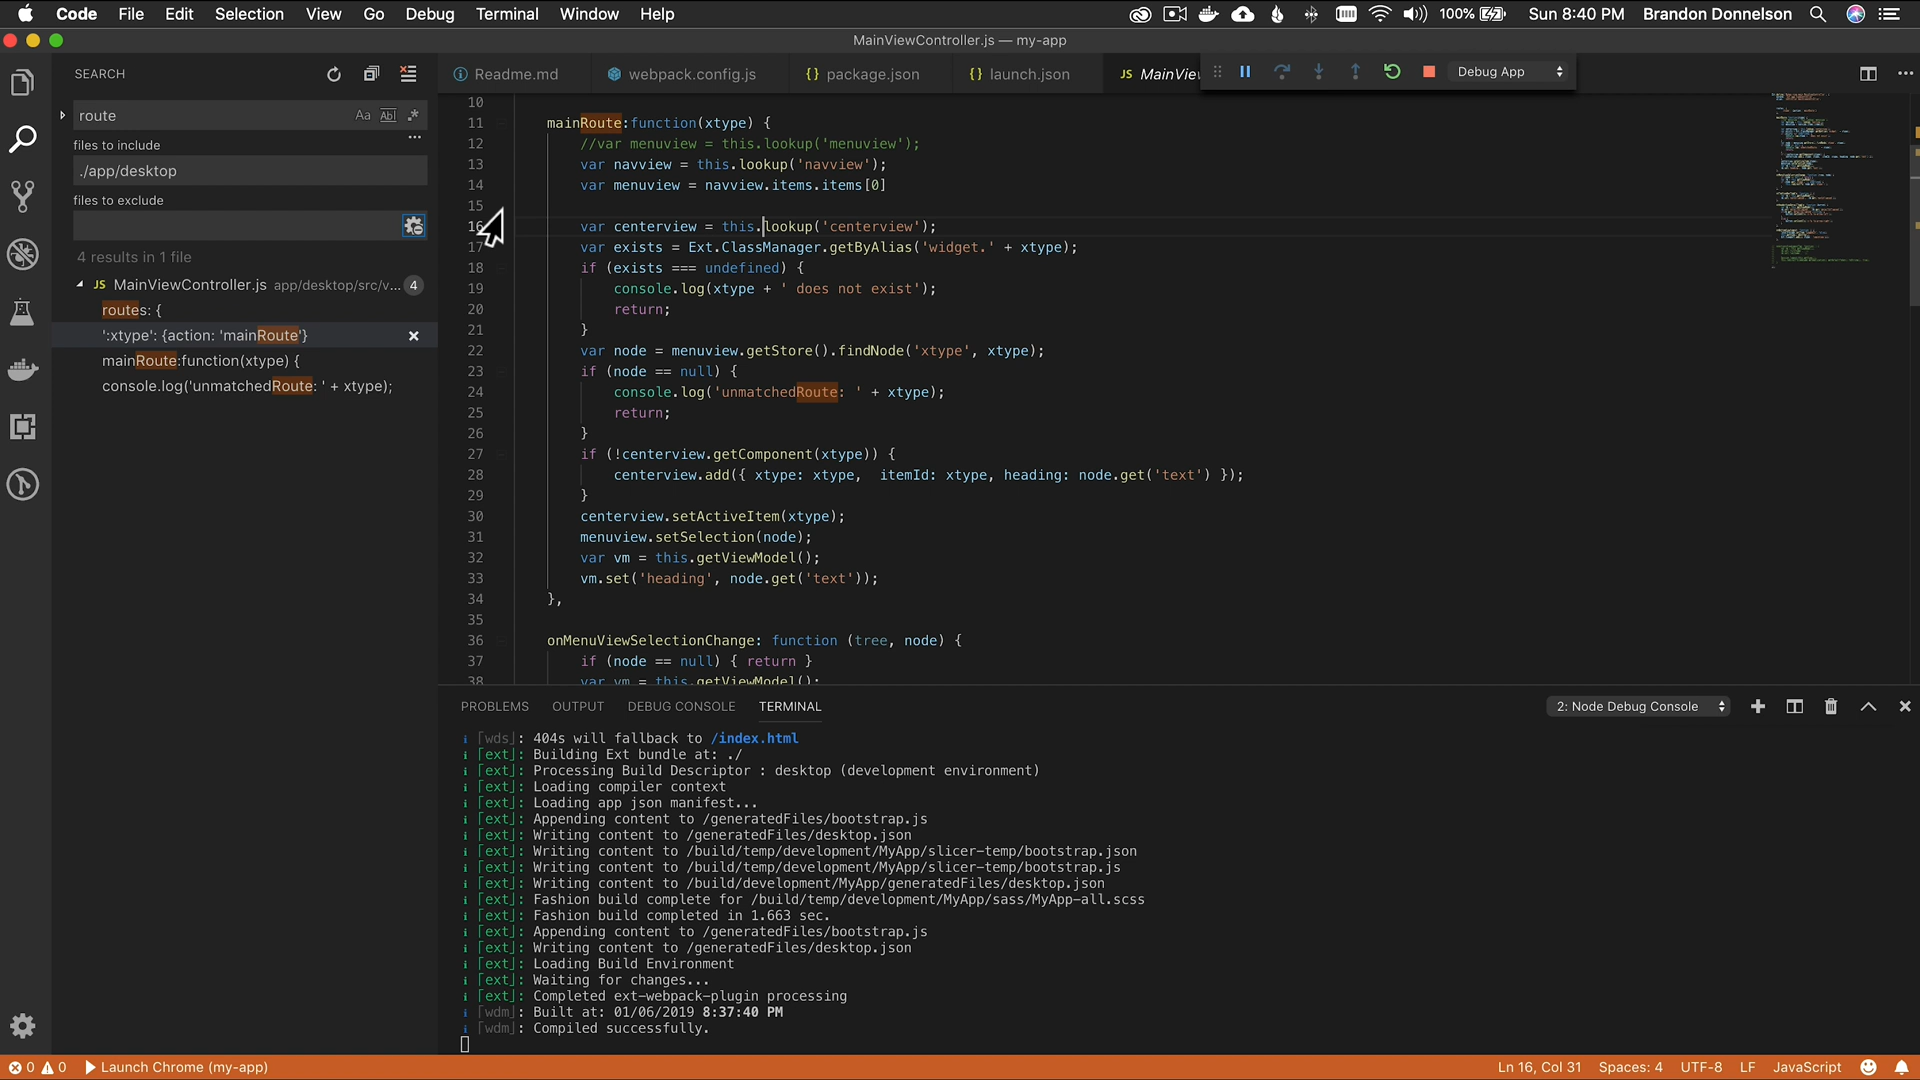 Code File Edit Selection View Go Debug Terminal Window Help 100% Sun 8:40 PM Brandon Donnelson
MainViewController.js — my-app
SEARCH
route
Aa Abl .*
files to include
./app/desktop
files to exclude
4 results in 1 file
JS MainViewController.js app/desktop/src/v... 4
routes: {
':xtype': {action: 'mainRoute'}
mainRoute:function(xtype) {
console.log('unmatchedRoute: ' + xtype);
Readme.md webpack.config.js {} package.json {} launch.json JS MainVie Debug App
10
11 mainRoute:function(xtype) {
12 //var menuview = this.lookup('menuview');
13 var navview = this.lookup('navview');
14 var menuview = navview.items.items[0]
15
16 var centerview = this.lookup('centerview');
17 var exists = Ext.ClassManager.getByAlias('widget.' + xtype);
18 if (exists === undefined) {
19 console.log(xtype + ' does not exist');
20 return;
21 }
22 var node = menuview.getStore().findNode('xtype', xtype);
23 if (node == null) {
24 console.log('unmatchedRoute: ' + xtype);
25 return;
26 }
27 if (!centerview.getComponent(xtype)) {
28 centerview.add({ xtype: xtype,  itemId: xtype, heading: node.get('text') });
29 }
30 centerview.setActiveItem(xtype);
31 menuview.setSelection(node);
32 var vm = this.getViewModel();
33 vm.set('heading', node.get('text'));
34 },
35
36 onMenuViewSelectionChange: function (tree, node) {
37 if (node == null) { return }
38 var vm = this.getViewModel();
PROBLEMS OUTPUT DEBUG CONSOLE TERMINAL 2: Node Debug Console
i ｢wds｣: 404s will fallback to /index.html
i ｢ext｣: Building Ext bundle at: ./
i ｢ext｣: Processing Build Descriptor : desktop (development environment)
i ｢ext｣: Loading compiler context
i ｢ext｣: Loading app json manifest...
i ｢ext｣: Appending content to /generatedFiles/bootstrap.js
i ｢ext｣: Writing content to /generatedFiles/desktop.json
i ｢ext｣: Writing content to /build/temp/development/MyApp/slicer-temp/bootstrap.json
i ｢ext｣: Writing content to /build/temp/development/MyApp/slicer-temp/bootstrap.js
i ｢ext｣: Writing content to /build/development/MyApp/generatedFiles/desktop.json
i ｢ext｣: Fashion build complete for /build/temp/development/MyApp/sass/MyApp-all.scss
i ｢ext｣: Fashion build completed in 1.663 sec.
i ｢ext｣: Appending content to /generatedFiles/bootstrap.js
i ｢ext｣: Writing content to /generatedFiles/desktop.json
i ｢ext｣: Loading Build Environment
i ｢ext｣: Waiting for changes...
i ｢ext｣: Completed ext-webpack-plugin processing
i ｢wdm｣: Built at: 01/06/2019 8:37:40 PM
i ｢wdm｣: Compiled successfully.
0 0 Launch Chrome (my-app) Ln 16, Col 31 Spaces: 4 UTF-8 LF JavaScript